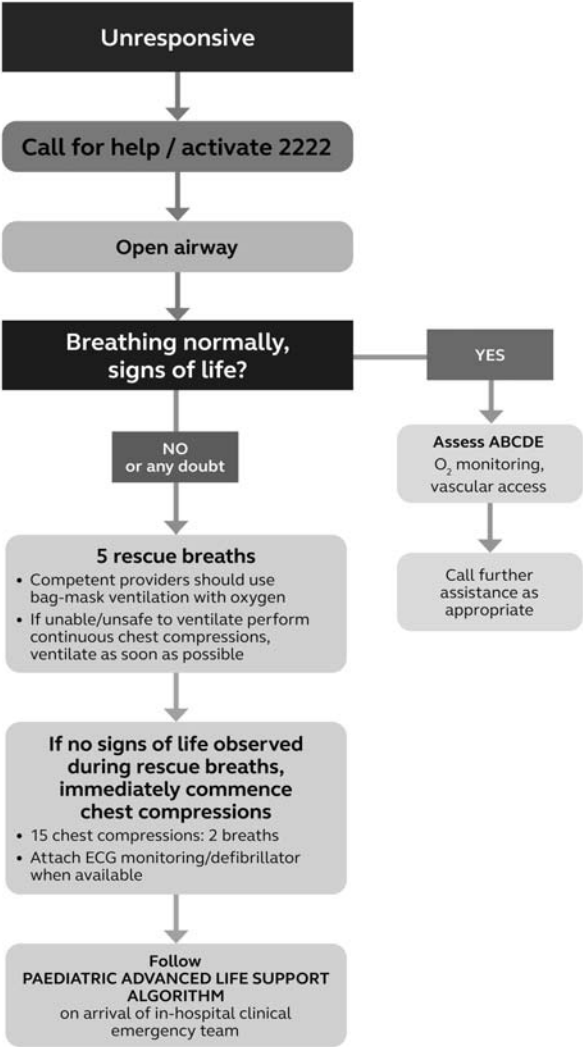 Unresponsive
Call for help / activate 2222
Open airway
Breathing normally,
signs of life?
YES
Assess ABCDE
O₂ monitoring,
vascular access
Call further
assistance as
appropriate
NO
or any doubt
5 rescue breaths
• Competent providers should use
bag-mask ventilation with oxygen
• If unable/unsafe to ventilate perform
continuous chest compressions,
ventilate as soon as possible
If no signs of life observed
during rescue breaths,
immediately commence
chest compressions
• 15 chest compressions: 2 breaths
• Attach ECG monitoring/defibrillator
when available
Follow
PAEDIATRIC ADVANCED LIFE SUPPORT
ALGORITHM
on arrival of in-hospital clinical
emergency team